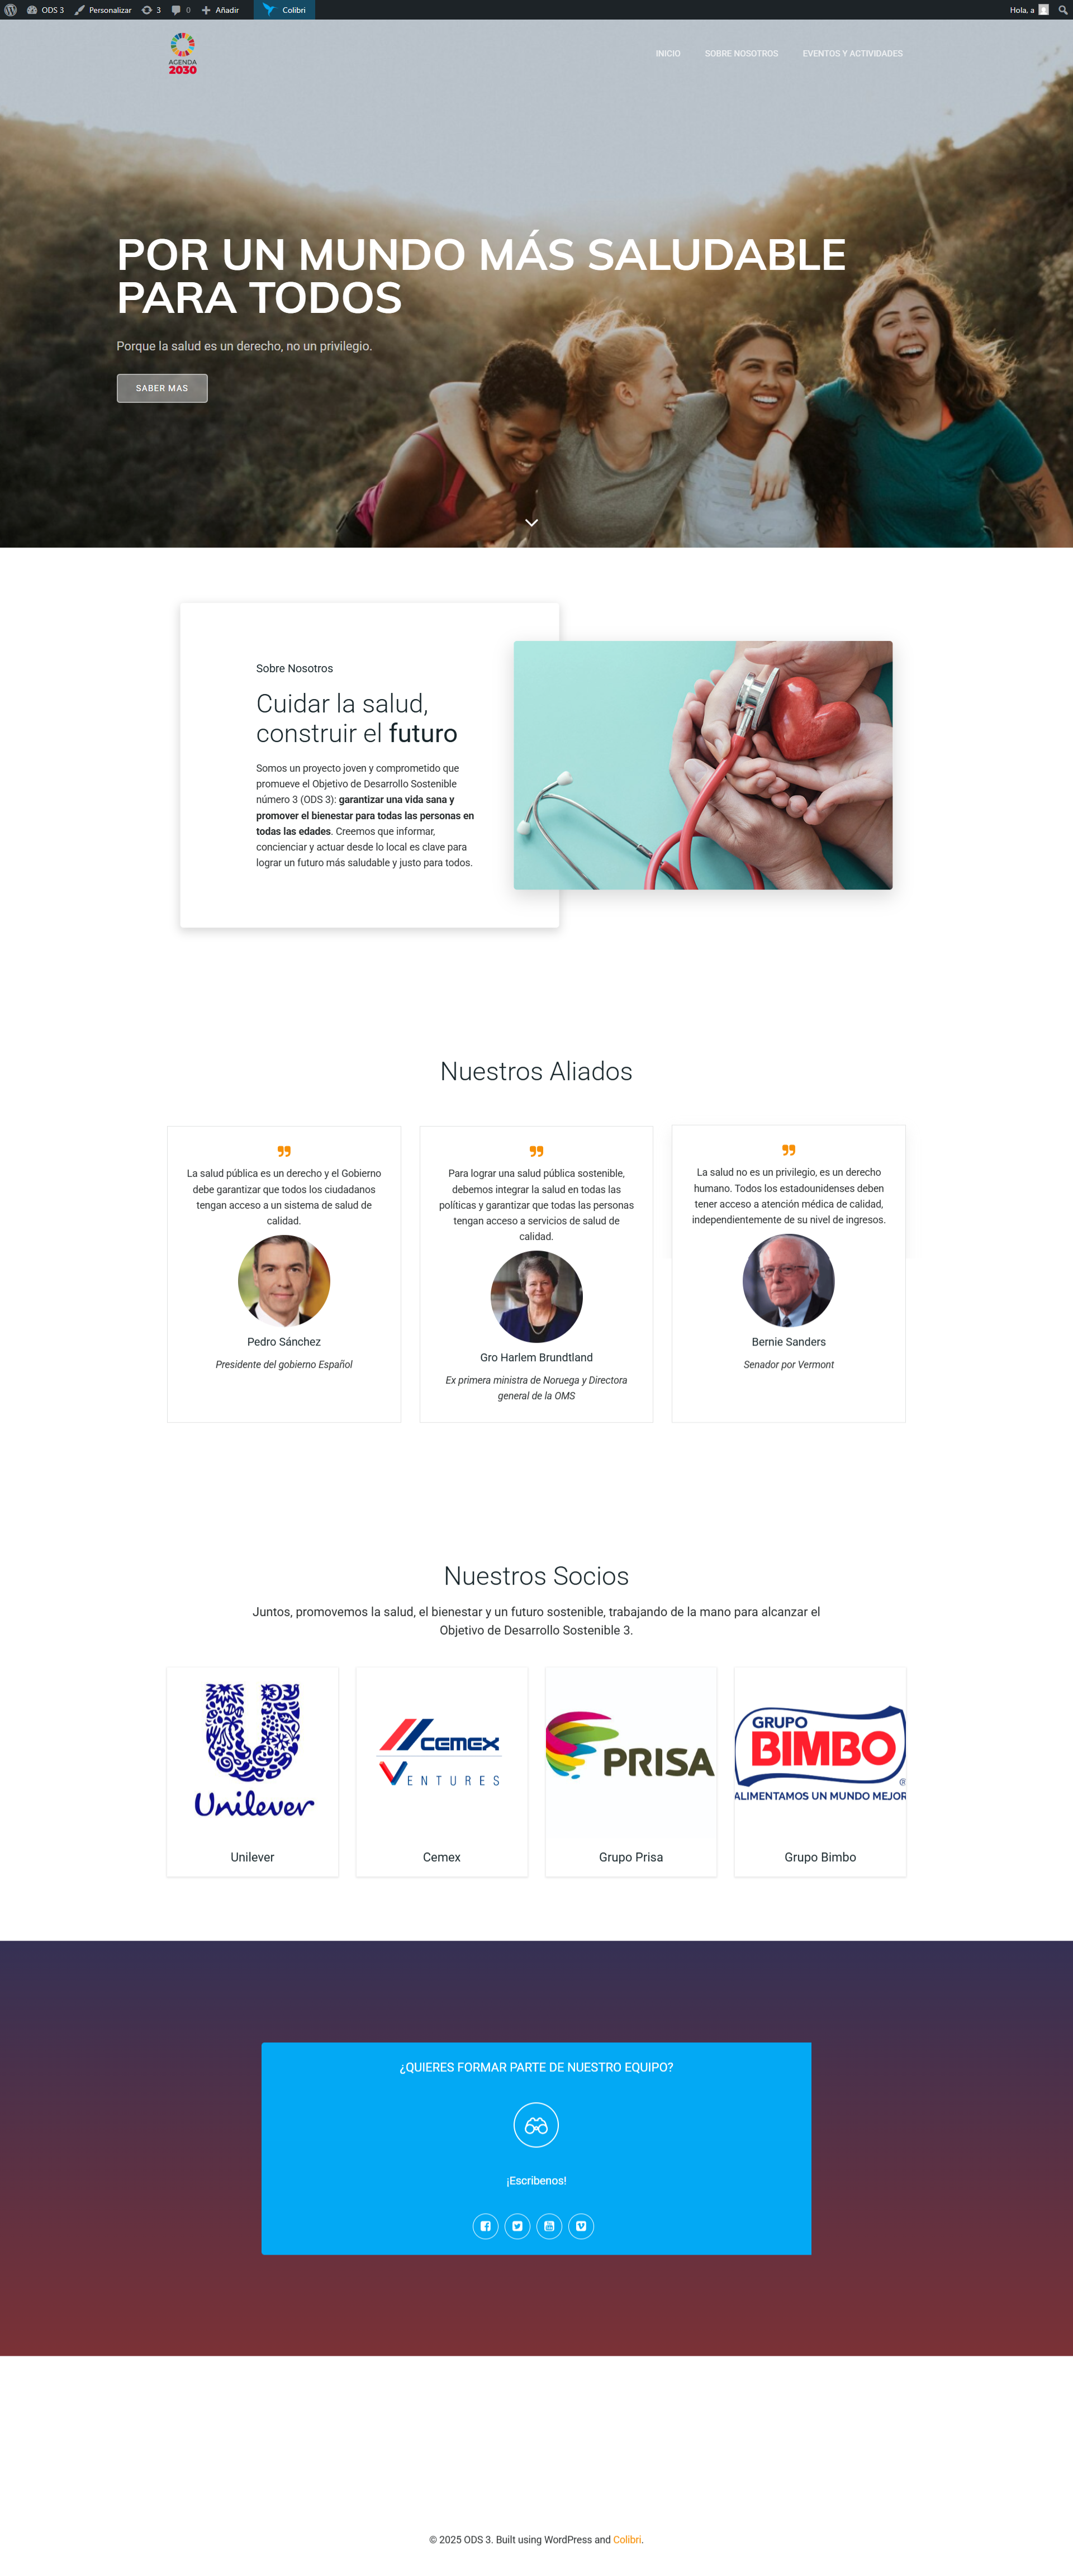 ODS 3 Personalizar 3 0 Añadir Colibri Hola, a
AGENDA
2030
INICIO SOBRE NOSOTROS EVENTOS Y ACTIVIDADES
POR UN MUNDO MÁS SALUDABLE
PARA TODOS
Porque la salud es un derecho, no un privilegio.
SABER MAS
Sobre Nosotros
Cuidar la salud,
construir el futuro
Somos un proyecto joven y comprometido que
promueve el Objetivo de Desarrollo Sostenible
número 3 (ODS 3): garantizar una vida sana y
promover el bienestar para todas las personas en
todas las edades. Creemos que informar,
concienciar y actuar desde lo local es clave para
lograr un futuro más saludable y justo para todos.
Nuestros Aliados
La salud pública es un derecho y el Gobierno
debe garantizar que todos los ciudadanos
tengan acceso a un sistema de salud de
calidad.
Pedro Sánchez
Presidente del gobierno Español
Para lograr una salud pública sostenible,
debemos integrar la salud en todas las
políticas y garantizar que todas las personas
tengan acceso a servicios de salud de
calidad.
Gro Harlem Brundtland
Ex primera ministra de Noruega y Directora
general de la OMS
La salud no es un privilegio, es un derecho
humano. Todos los estadounidenses deben
tener acceso a atención médica de calidad,
independientemente de su nivel de ingresos.
Bernie Sanders
Senador por Vermont
Nuestros Socios
Juntos, promovemos la salud, el bienestar y un futuro sostenible, trabajando de la mano para alcanzar el
Objetivo de Desarrollo Sostenible 3.
Unilever
Unilever
CEMEX
VENTURES
Cemex
PRISA
Grupo Prisa
GRUPO
BIMBO
®
ALIMENTAMOS UN MUNDO MEJOR
Grupo Bimbo
¿QUIERES FORMAR PARTE DE NUESTRO EQUIPO?
¡Escríbenos!
© 2025 ODS 3. Built using WordPress and Colibri.